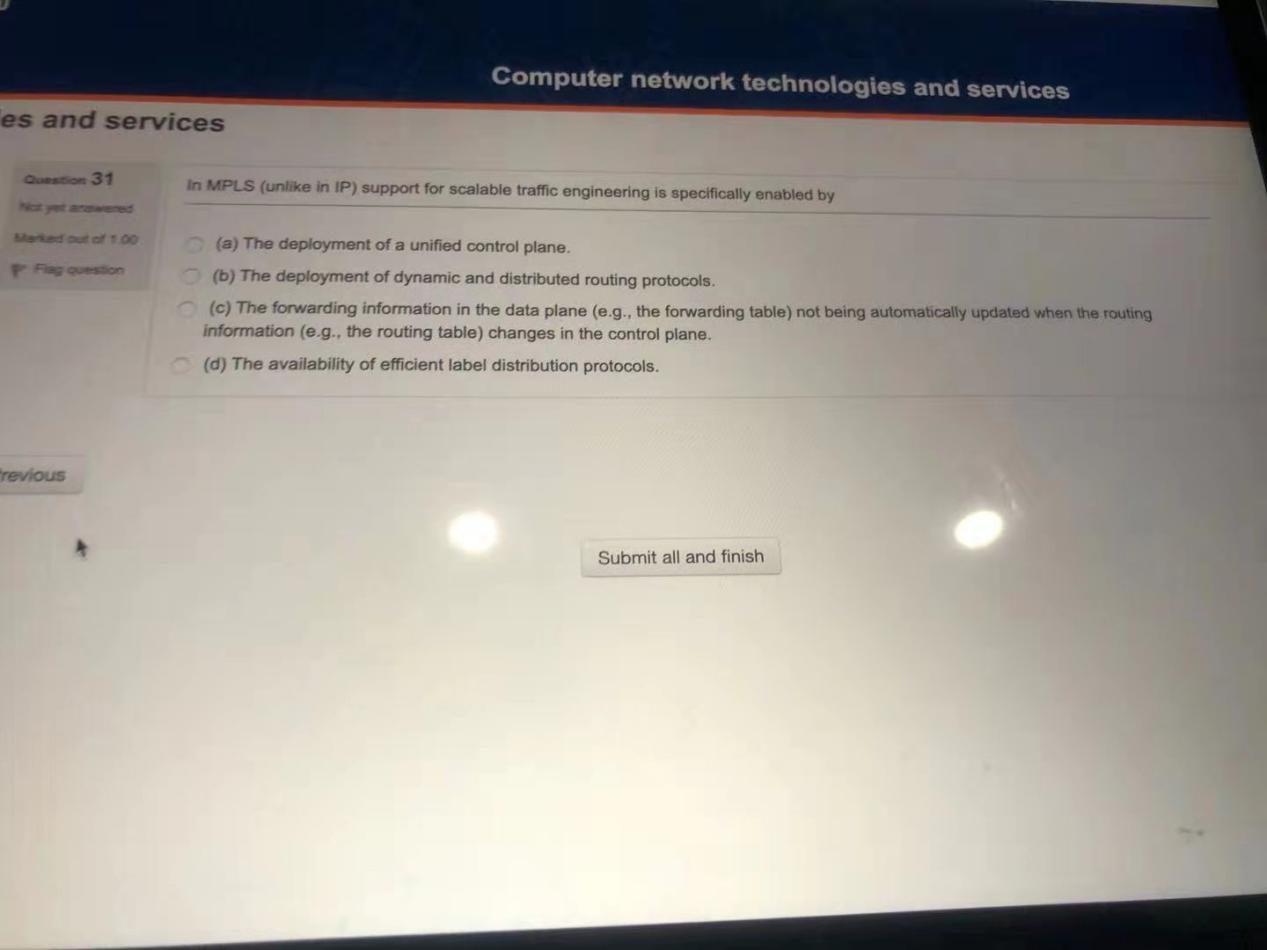 Computer network technologies and services
es and services
Question 31
Not yet answered
Marked out of 1.00
Flag question
In MPLS (unlike in IP) support for scalable traffic engineering is specifically enabled by
(a) The deployment of a unified control plane.
(b) The deployment of dynamic and distributed routing protocols.
(c) The forwarding information in the data plane (e.g., the forwarding table) not being automatically updated when the routing
information (e.g., the routing table) changes in the control plane.
(d) The availability of efficient label distribution protocols.
revious
Submit all and finish